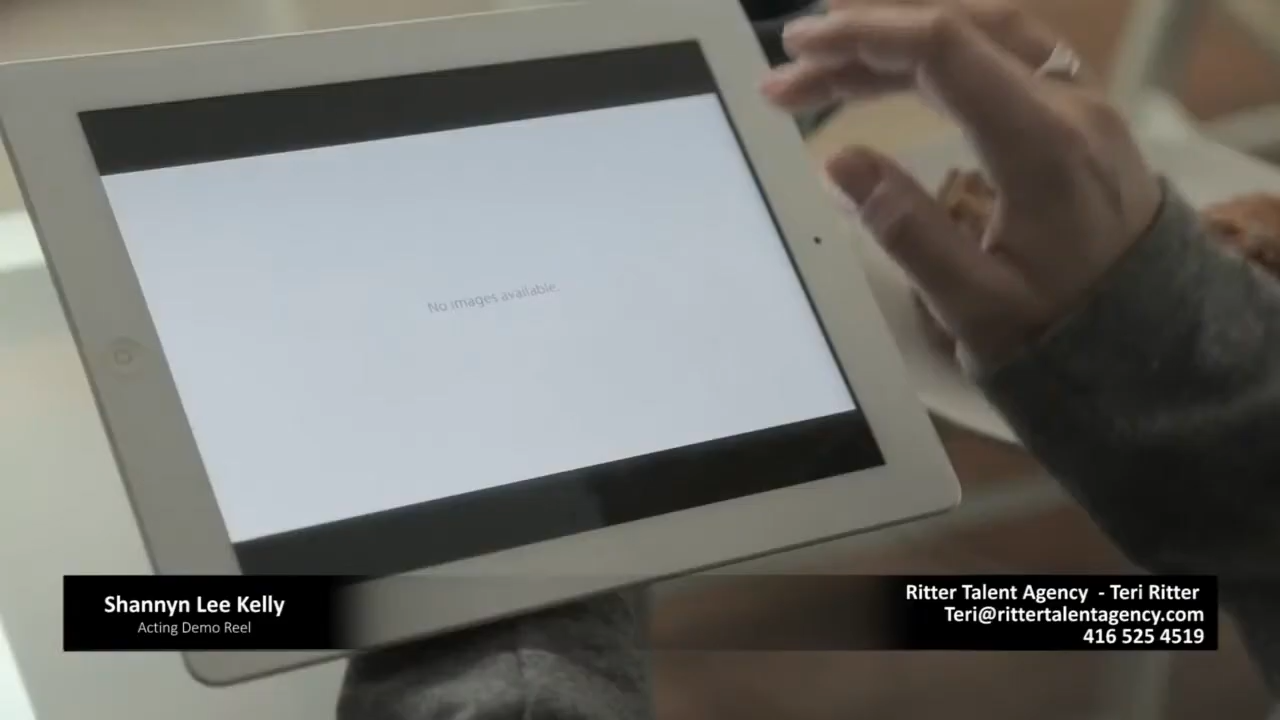 No images available.
Shannyn Lee Kelly
Acting Demo Reel
Ritter Talent Agency  - Teri Ritter
Teri@rittertalentagency.com
416 525 4519